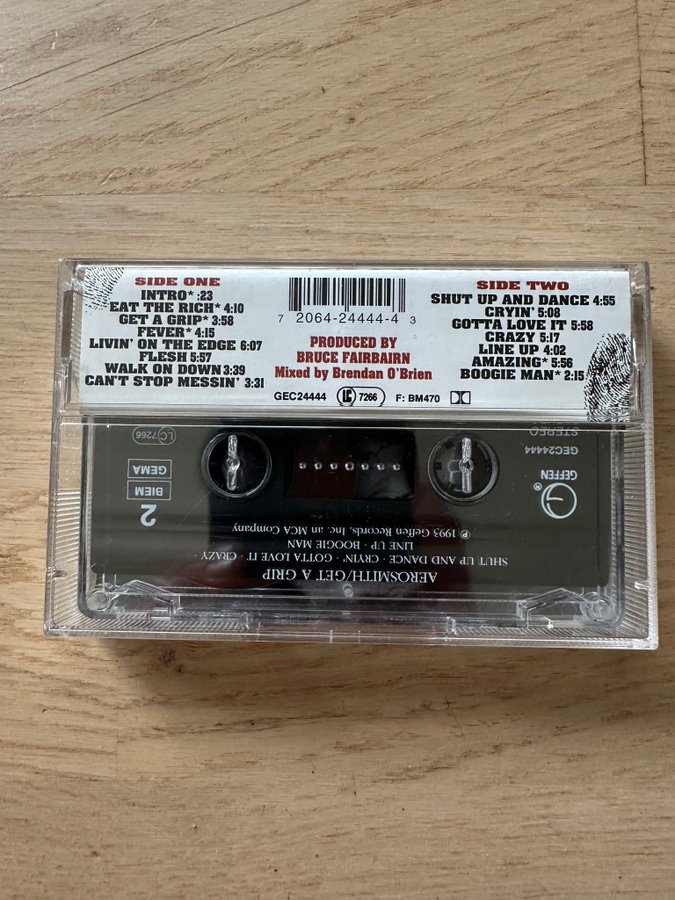 SIDE ONE
INTRO* :23
EAT THE RICH* 4:10
GET A GRIP* 3:58
FEVER* 4:15
LIVIN' ON THE EDGE 6:07
FLESH 5:57
WALK ON DOWN 3:39
CAN'T STOP MESSIN' 3:31
7 2064-24444-4 3
PRODUCED BY
BRUCE FAIRBAIRN
Mixed by Brendan O'Brien
GEC24444 LC 7266 F: BM470
SIDE TWO
SHUT UP AND DANCE 4:55
CRYIN' 5:08
GOTTA LOVE IT 5:58
CRAZY 5:17
LINE UP 4:02
AMAZING* 5:56
BOOGIE MAN* 2:15
AEROSMITH/GET A GRIP
SHUT UP AND DANCE · CRYIN' · GOTTA LOVE IT · CRAZY ·
LINE UP · BOOGIE MAN
℗ 1993 Geffen Records, Inc. an MCA Company
GEFFEN
®
GEC24444
STEREO
2
BIEM
GEMA
LC 7266